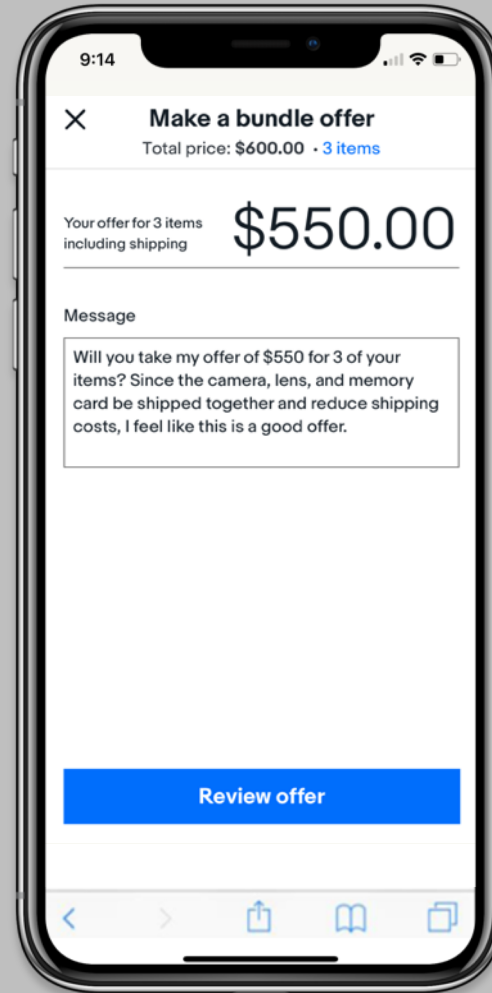 9:14
Make a bundle offer
Total price: $600.00 · 3 items
Your offer for 3 items
including shipping
$550.00
Message
Will you take my offer of $550 for 3 of your
items? Since the camera, lens, and memory
card be shipped together and reduce shipping
costs, I feel like this is a good offer.
Review offer